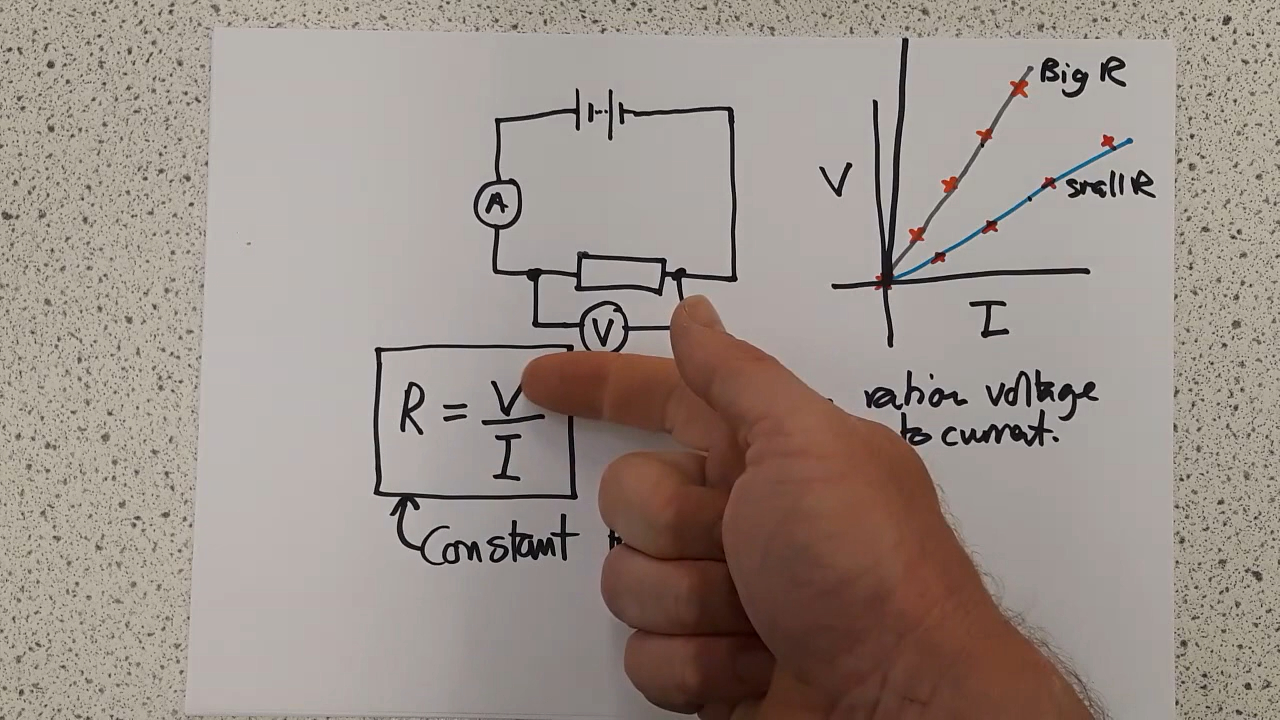 Big R
V
small R
A
I
V
R = V
I
ration voltage
to current.
Constant